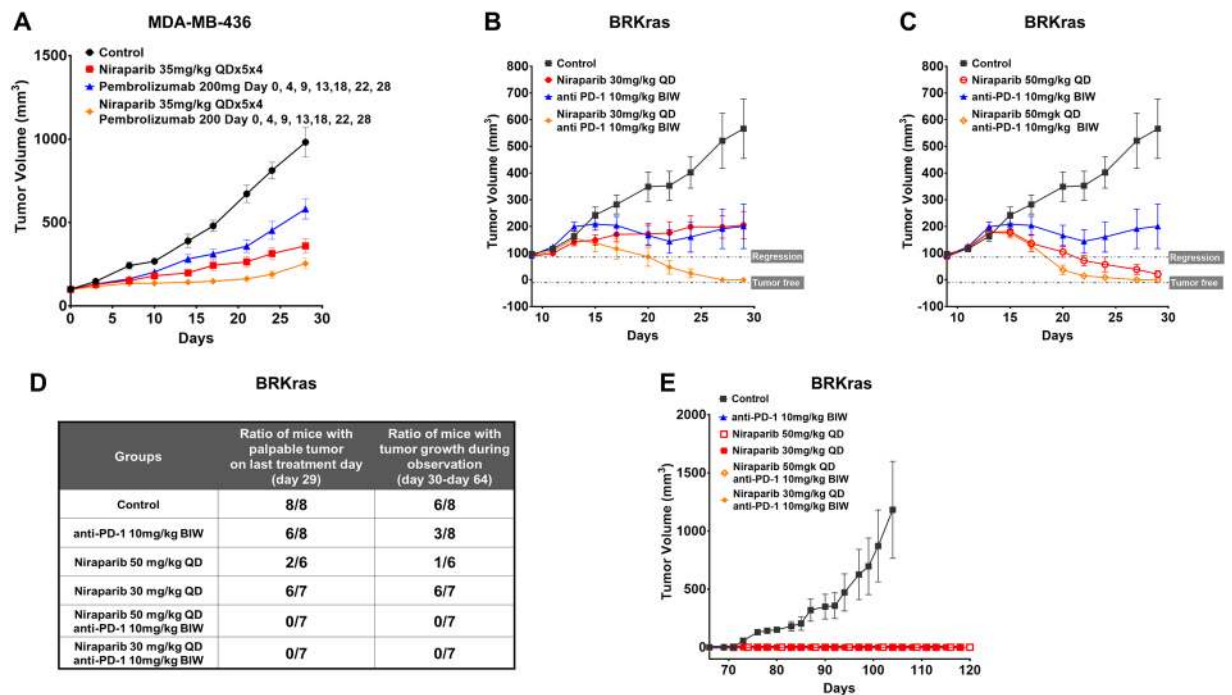 A
MDA-MB-436
Control
Niraparib 35mg/kg QDx5x4
Pembrolizumab 200mg Day 0, 4, 9, 13,18, 22, 28
Niraparib 35mg/kg QDx5x4
Pembrolizumab 200 Day 0, 4, 9, 13,18, 22, 28
Tumor Volume (mm³)
1500
1000
500
0
0 5 10 15 20 25 30
Days
B
BRKras
Control
Niraparib 30mg/kg QD
anti PD-1 10mg/kg BIW
Niraparib 30mg/kg QD
anti PD-1 10mg/kg BIW
Tumor Volume (mm³)
800
700
600
500
400
300
200
100
0
-100
10 15 20 25 30
Days
Regression
Tumor free
C
BRKras
Control
Niraparib 50mg/kg QD
anti-PD-1 10mg/kg BIW
Niraparib 50mgk QD
anti-PD-1 10mg/kg BIW
Tumor Volume (mm³)
800
700
600
500
400
300
200
100
0
-100
10 15 20 25 30
Days
Regression
Tumor free
D
BRKras
Groups
Ratio of mice with
palpable tumor
on last treatment day
(day 29)
Ratio of mice with
tumor growth during
observation
(day 30-day 64)
Control 8/8 6/8
anti-PD-1 10mg/kg BIW 6/8 3/8
Niraparib 50 mg/kg QD 2/6 1/6
Niraparib 30 mg/kg QD 6/7 6/7
Niraparib 50 mg/kg QD
anti-PD-1 10mg/kg BIW 0/7 0/7
Niraparib 30 mg/kg QD
anti-PD-1 10mg/kg BIW 0/7 0/7
E
BRKras
Control
anti-PD-1 10mg/kg BIW
Niraparib 50mg/kg QD
Niraparib 30mg/kg QD
Niraparib 50mgk QD
anti-PD-1 10mg/kg BIW
Niraparib 30mg/kg QD
anti-PD-1 10mg/kg BIW
Tumor Volume (mm³)
2000
1500
1000
500
0
70 80 90 100 110 120
Days